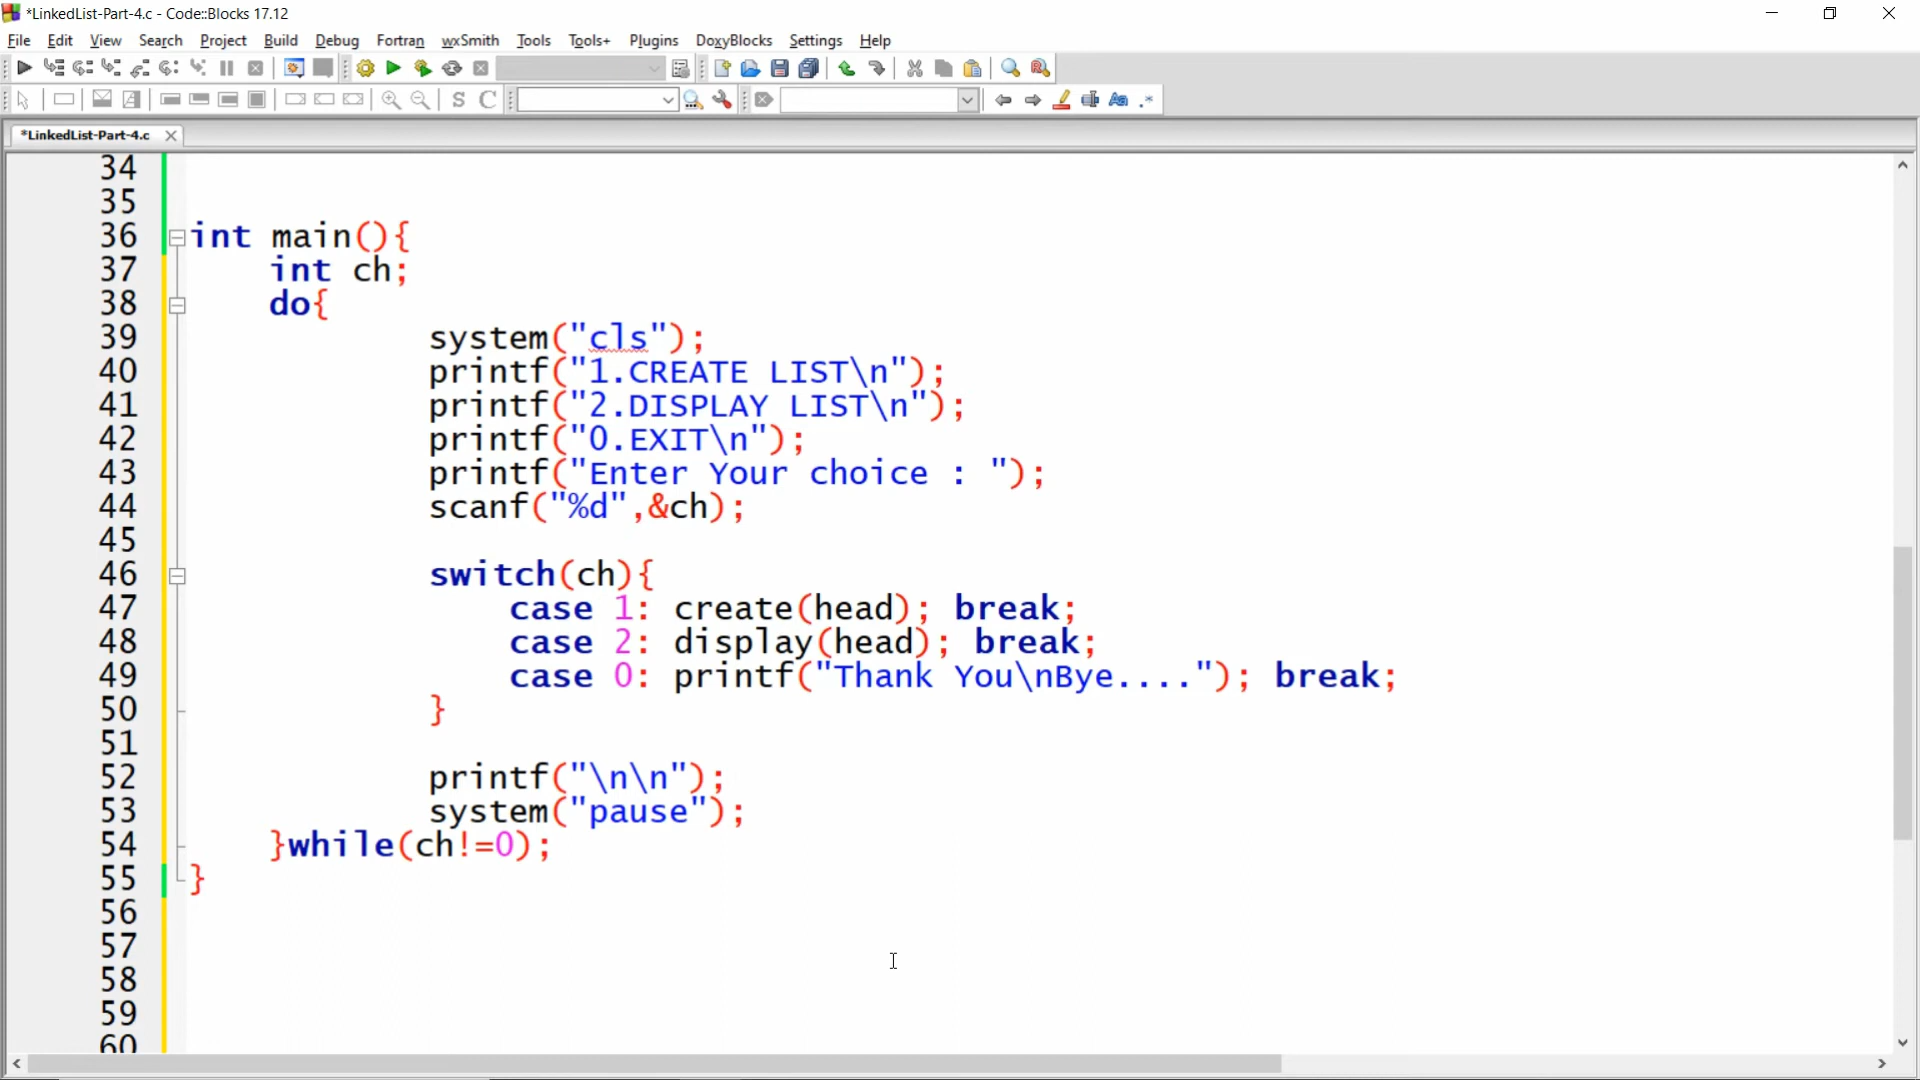 *LinkedList-Part-4.c - Code::Blocks 17.12
File Edit View Search Project Build Debug Fortran wxSmith Tools Tools+ Plugins DoxyBlocks Settings Help
*LinkedList-Part-4.c
34
35
36 int main(){
37 int ch;
38 do{
39 system("cls");
40 printf("1.CREATE LIST\n");
41 printf("2.DISPLAY LIST\n");
42 printf("0.EXIT\n");
43 printf("Enter Your choice : ");
44 scanf("%d",&ch);
45
46 switch(ch){
47 case 1: create(head); break;
48 case 2: display(head); break;
49 case 0: printf("Thank You\nBye...."); break;
50 }
51
52 printf("\n\n");
53 system("pause");
54 }while(ch!=0);
55 }
56
57
58
59
60